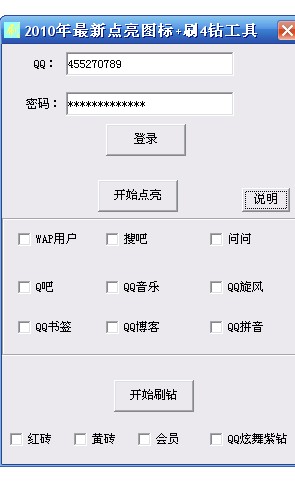 2010年最新点亮图标+刷4钻工具
QQ： 455270789
密码： *************
登录
开始点亮
说明
WAP用户 搜吧 问问
Q吧 QQ音乐 QQ旋风
QQ书签 QQ博客 QQ拼音
开始刷钻
红砖 黄砖 会员 QQ炫舞紫钻